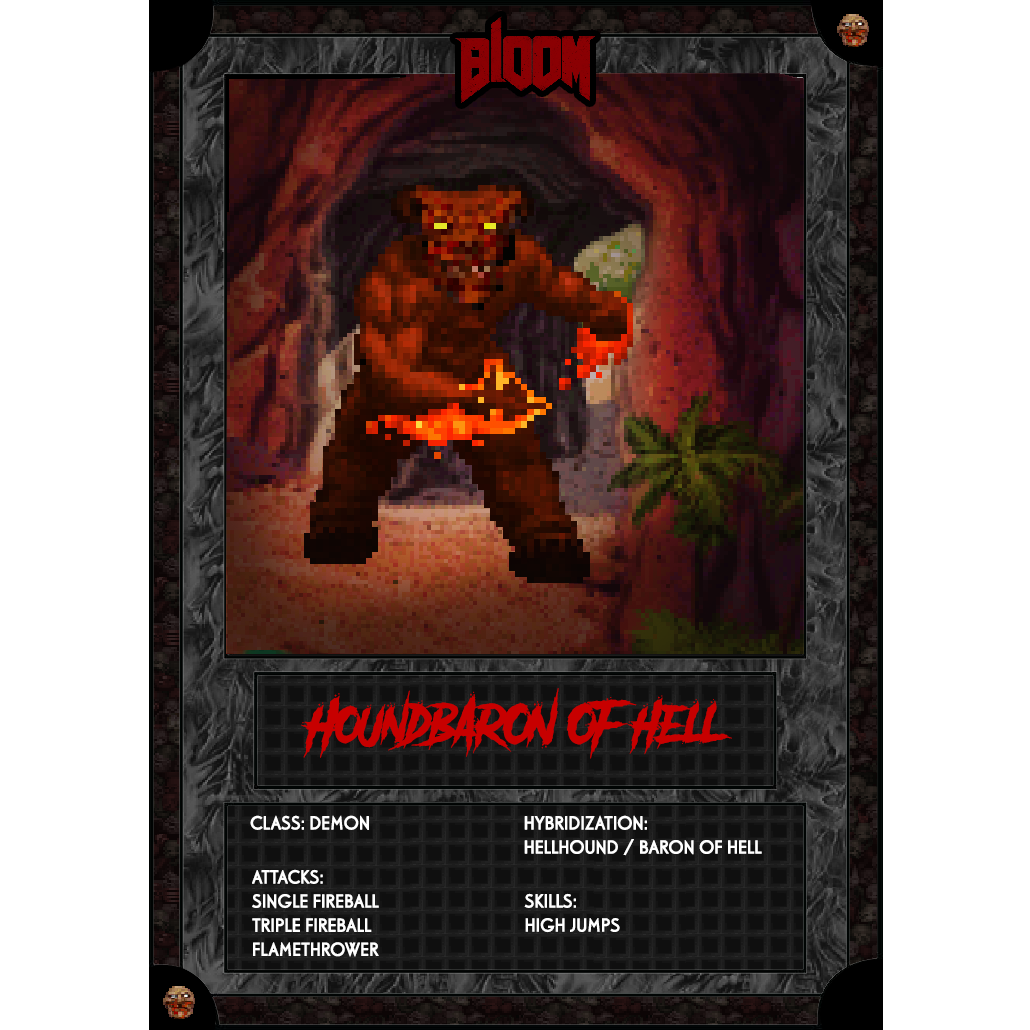 BLOOM
HOUNDBARON OF HELL
CLASS: DEMON
HYBRIDIZATION:
HELLHOUND / BARON OF HELL
ATTACKS:
SINGLE FIREBALL
TRIPLE FIREBALL
FLAMETHROWER
SKILLS:
HIGH JUMPS